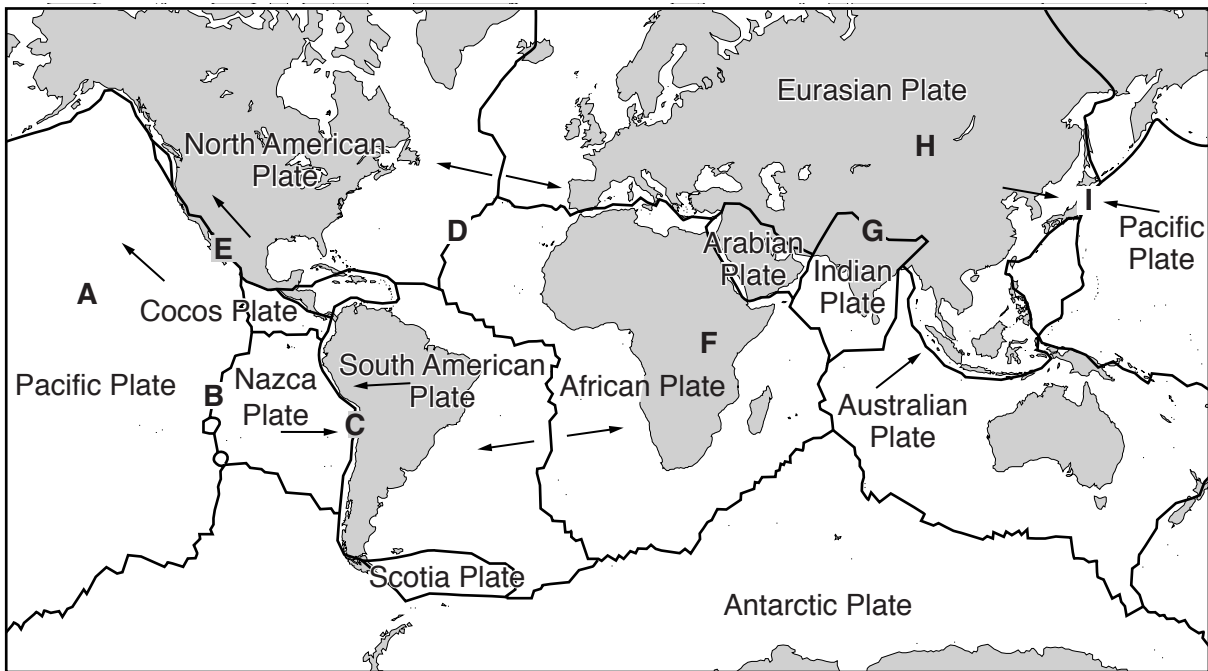 Eurasian Plate
H
North American
Plate
I
E
D
G
Pacific
Plate
Arabian
Plate
Indian
Plate
A
Cocos Plate
F
South American
Plate
Pacific Plate
B
Nazca
Plate
African Plate
C
Australian
Plate
Scotia Plate
Antarctic Plate